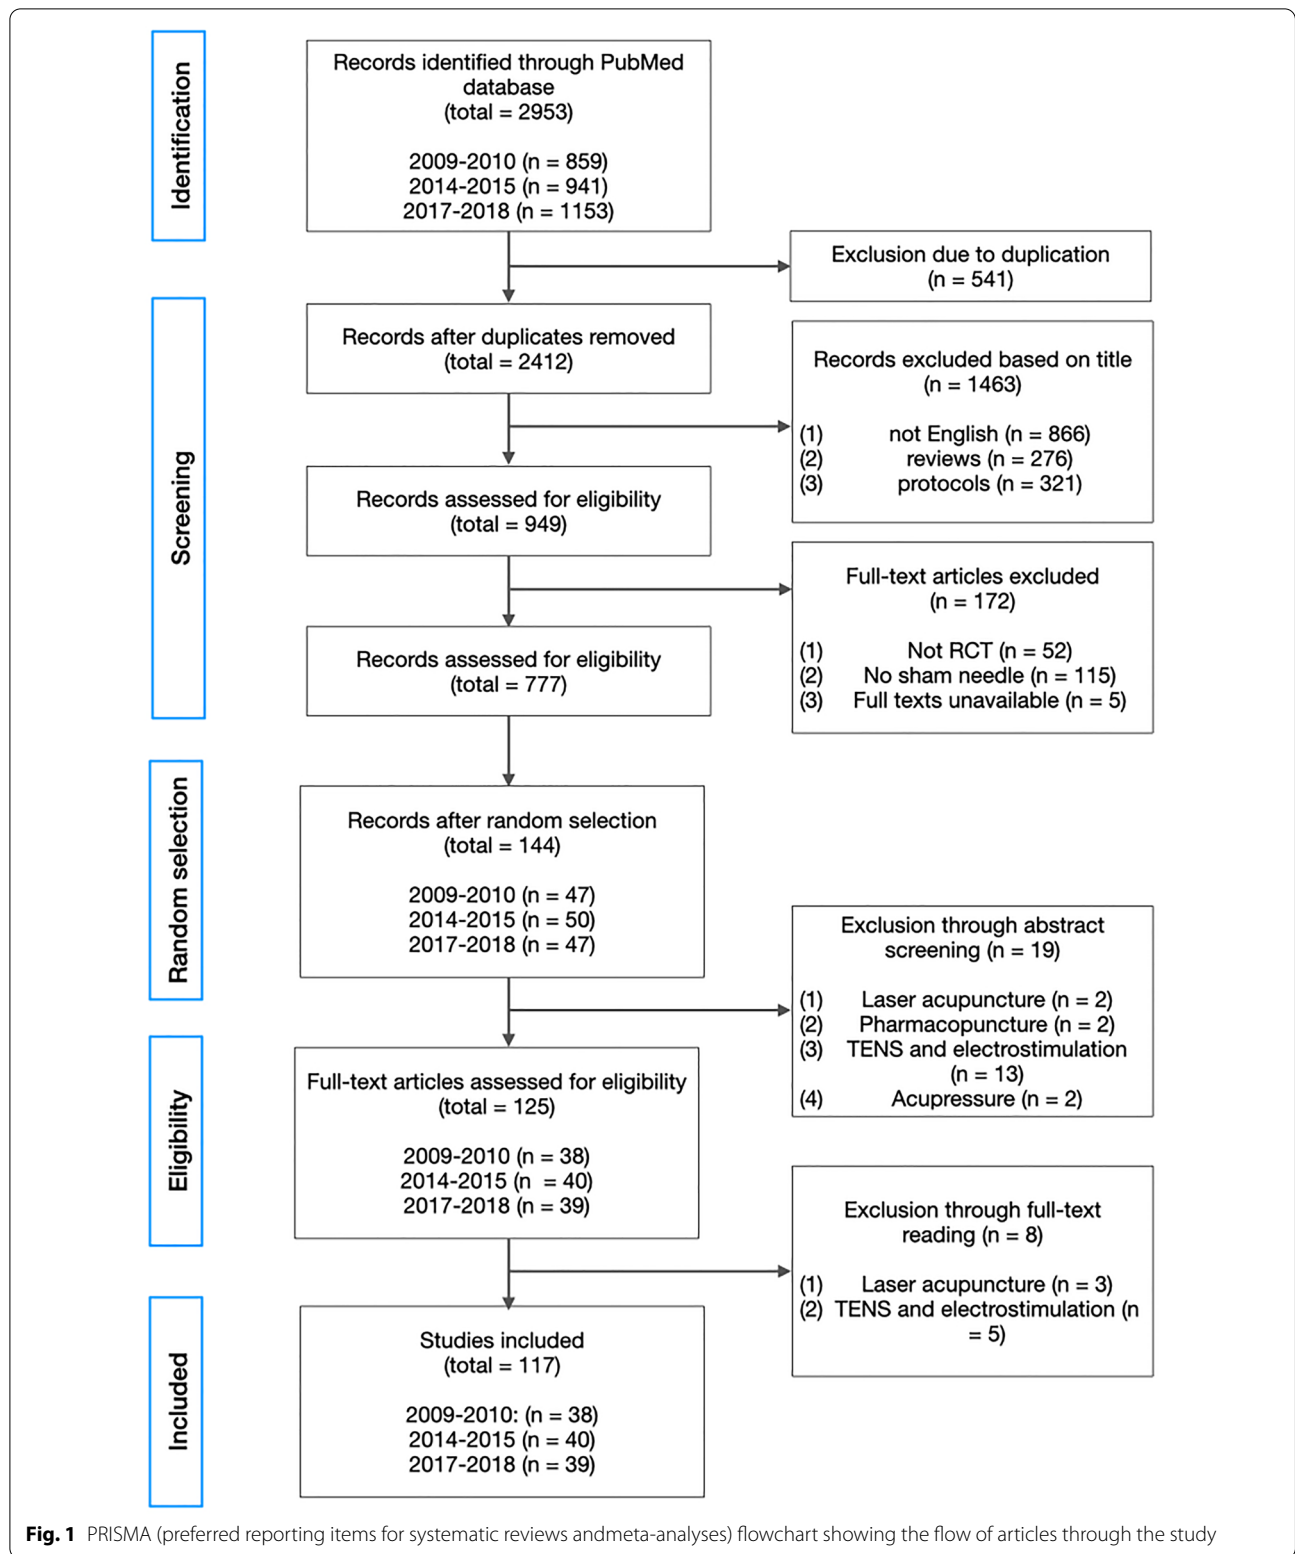 Identification
Records identified through PubMed
database
(total = 2953)
2009-2010 (n = 859)
2014-2015 (n = 941)
2017-2018 (n = 1153)
Exclusion due to duplication
(n = 541)
Screening
Records after duplicates removed
(total = 2412)
Records excluded based on title
(n = 1463)
(1) not English (n = 866)
(2) reviews (n = 276)
(3) protocols (n = 321)
Records assessed for eligibility
(total = 949)
Full-text articles excluded
(n = 172)
(1) Not RCT (n = 52)
(2) No sham needle (n = 115)
(3) Full texts unavailable (n = 5)
Records assessed for eligibility
(total = 777)
Random selection
Records after random selection
(total = 144)
2009-2010 (n = 47)
2014-2015 (n = 50)
2017-2018 (n = 47)
Exclusion through abstract
screening (n = 19)
(1) Laser acupuncture (n = 2)
(2) Pharmacopuncture (n = 2)
(3) TENS and electrostimulation
(n = 13)
(4) Acupressure (n = 2)
Eligibility
Full-text articles assessed for eligibility
(total = 125)
2009-2010 (n = 38)
2014-2015 (n  = 40)
2017-2018 (n = 39)
Exclusion through full-text
reading (n = 8)
(1) Laser acupuncture (n = 3)
(2) TENS and electrostimulation (n
= 5)
Included
Studies included
(total = 117)
2009-2010: (n = 38)
2014-2015 (n = 40)
2017-2018 (n = 39)
Fig. 1 PRISMA (preferred reporting items for systematic reviews andmeta-analyses) flowchart showing the flow of articles through the study